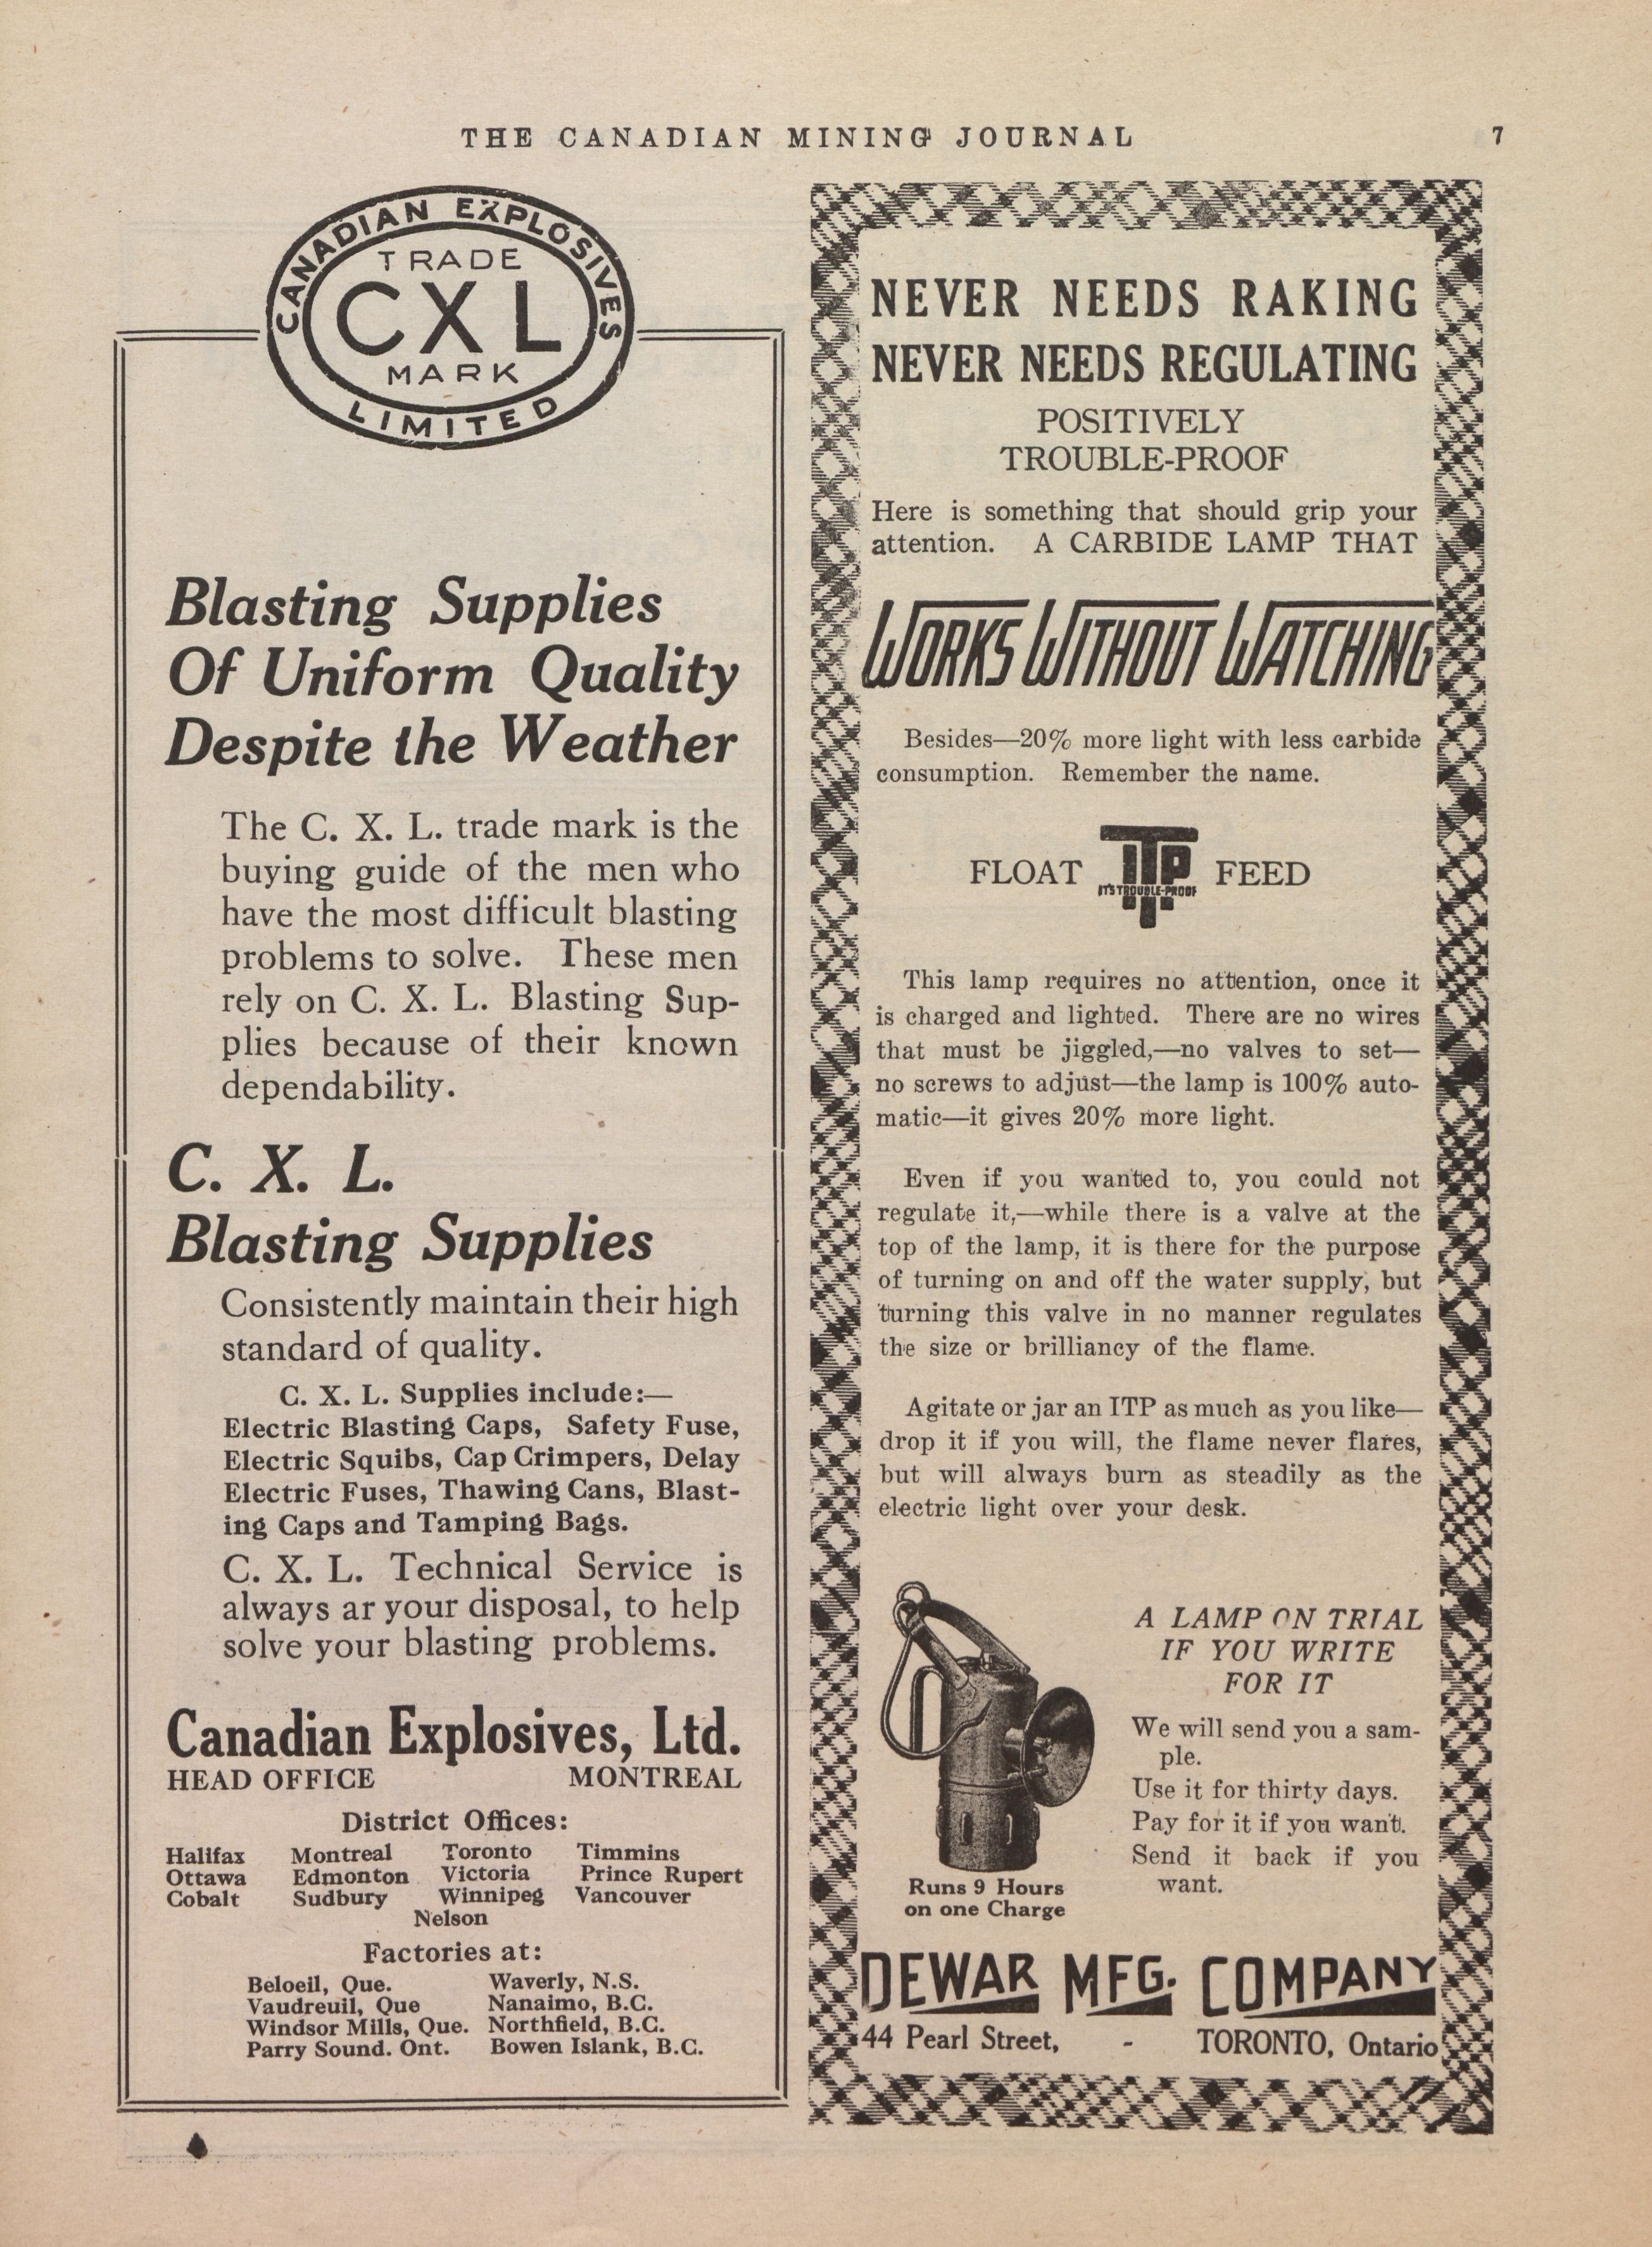 THE CANADIAN MINING JOURNAL 7
CANADIAN EXPLOSIVES
TRADE
CXL
MARK
LIMITED
Blasting Supplies
Of Uniform Quality
Despite the Weather
The C. X. L. trade mark is the
buying guide of the men who
have the most difficult blasting
problems to solve. These men
rely on C. X. L. Blasting Sup-
plies because of their known
dependability.
C. X. L.
Blasting Supplies
Consistently maintain their high
standard of quality.
C. X. L. Supplies include:—
Electric Blasting Caps, Safety Fuse,
Electric Squibs, Cap Crimpers, Delay
Electric Fuses, Thawing Cans, Blast-
ing Caps and Tamping Bags.
C. X. L. Technical Service is
always ar your disposal, to help
solve your blasting problems.
Canadian Explosives, Ltd.
HEAD OFFICE MONTREAL
District Offices:
Halifax Montreal Toronto Timmins
Ottawa Edmonton Victoria Prince Rupert
Cobalt Sudbury Winnipeg Vancouver
Nelson
Factories at:
Beloeil, Que. Waverly, N.S.
Vaudreuil, Que Nanaimo, B.C.
Windsor Mills, Que. Northfield, B.C.
Parry Sound. Ont. Bowen Islank, B.C.
NEVER NEEDS RAKING
NEVER NEEDS REGULATING
POSITIVELY
TROUBLE-PROOF
Here is something that should grip your
attention. A CARBIDE LAMP THAT
WORKS WITHOUT WATCHING
Besides—20% more light with less carbide
consumption. Remember the name.
FLOAT ITP FEED
IT'S TROUBLE-PROOF
This lamp requires no attention, once it
is charged and lighted. There are no wires
that must be jiggled,—no valves to set—
no screws to adjust—the lamp is 100% auto-
matic—it gives 20% more light.
Even if you wanted to, you could not
regulate it,—while there is a valve at the
top of the lamp, it is there for the purpose
of turning on and off the water supply, but
turning this valve in no manner regulates
the size or brilliancy of the flame.
Agitate or jar an ITP as much as you like—
drop it if you will, the flame never flares,
but will always burn as steadily as the
electric light over your desk.
A LAMP ON TRIAL
IF YOU WRITE
FOR IT
We will send you a sam-
ple.
Use it for thirty days.
Pay for it if you want.
Send it back if you
want.
Runs 9 Hours
on one Charge
DEWAR MFG. COMPANY
44 Pearl Street, - TORONTO, Ontario